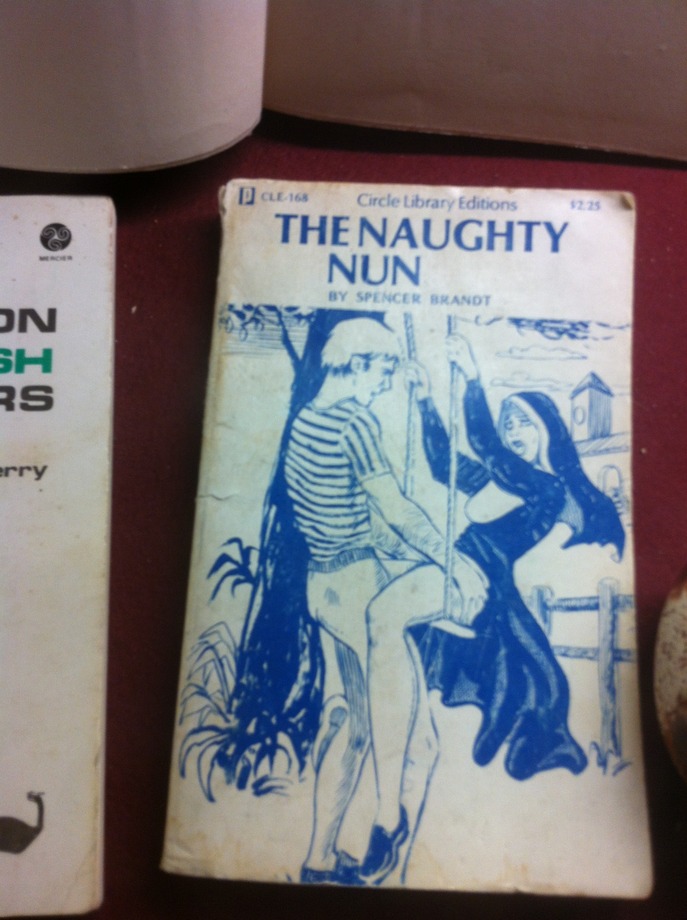 MERCIER
ON
SH
RS
erry
P CLE-168 Circle Library Editions $2.25
THE NAUGHTY
NUN
BY SPENCER BRANDT